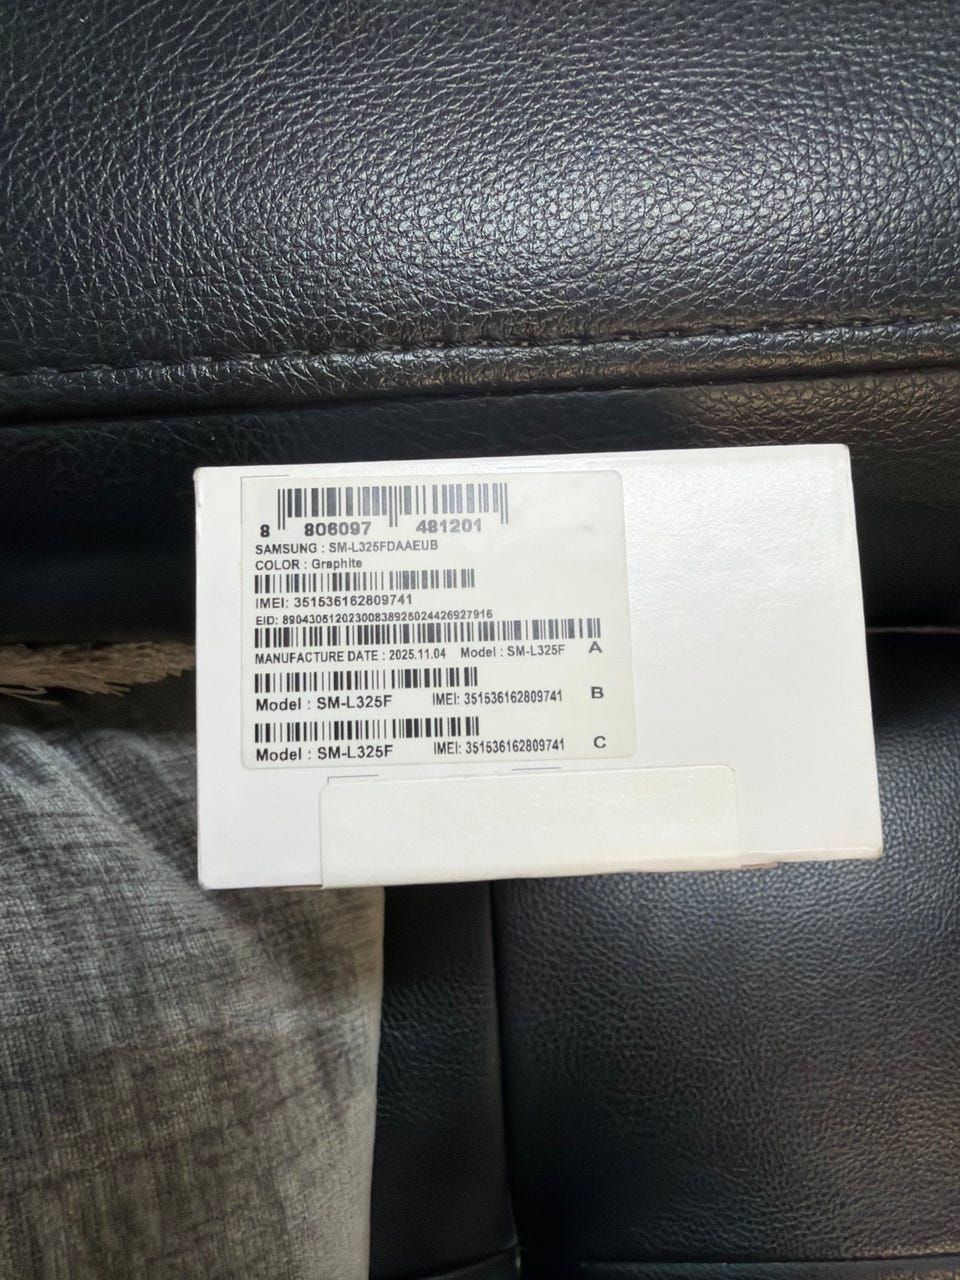 8 806097 481201
SAMSUNG : SM-L325FDAAEUB
COLOR : Graphite
IMEI: 351536162809741
EID: 89043051202300838925024426927916
MANUFACTURE DATE : 2025.11.04 Model : SM-L325F A
Model : SM-L325F IMEI: 351536162809741 B
Model : SM-L325F IMEI: 351536162809741 C